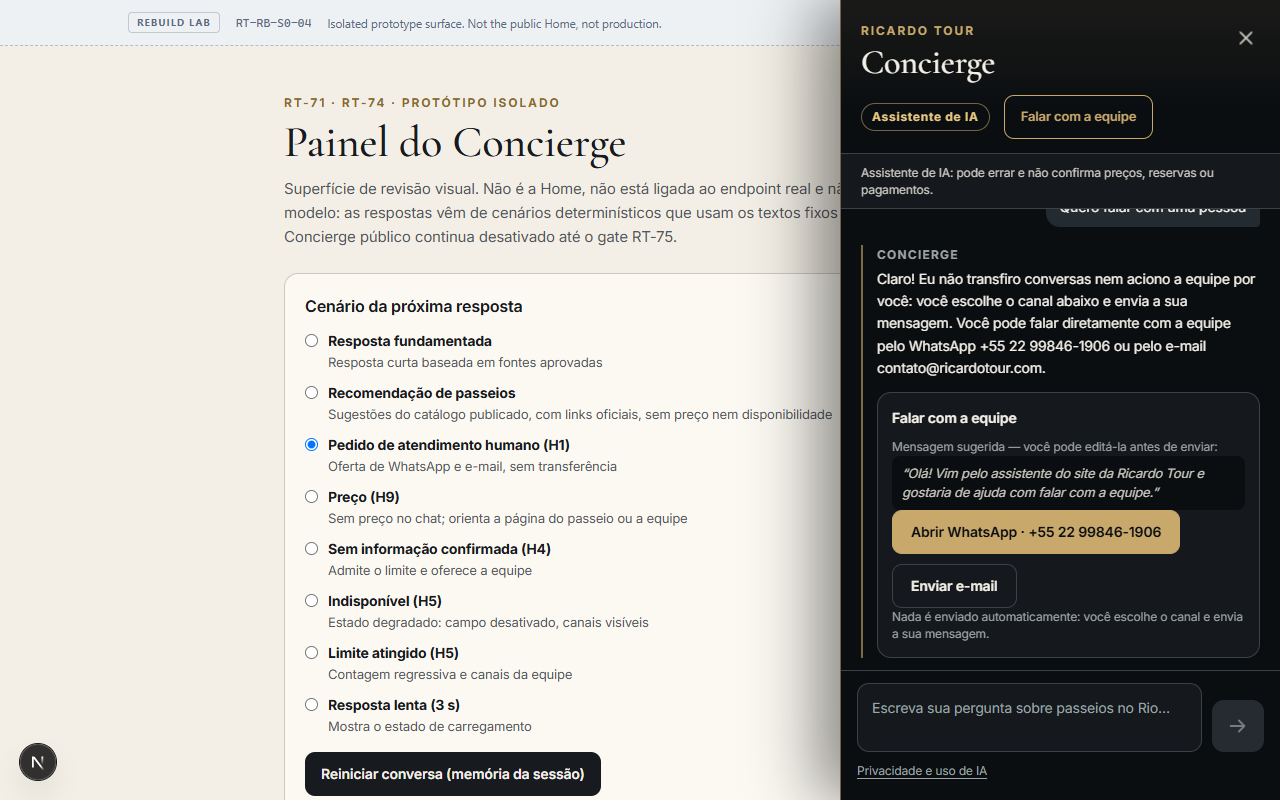 REBUILD LAB RT-RB-S0-04 Isolated prototype surface. Not the public Home, not production.
RT-71 · RT-74 · PROTÓTIPO ISOLADO
Painel do Concierge
Superfície de revisão visual. Não é a Home, não está ligada ao endpoint real e
modelo: as respostas vêm de cenários determinísticos que usam os textos fixos
Concierge público continua desativado até o gate RT-75.
Cenário da próxima resposta
Resposta fundamentada
Resposta curta baseada em fontes aprovadas
Recomendação de passeios
Sugestões do catálogo publicado, com links oficiais, sem preço nem disponibilidade
Pedido de atendimento humano (H1)
Oferta de WhatsApp e e-mail, sem transferência
Preço (H9)
Sem preço no chat; orienta a página do passeio ou a equipe
Sem informação confirmada (H4)
Admite o limite e oferece a equipe
Indisponível (H5)
Estado degradado: campo desativado, canais visíveis
Limite atingido (H5)
Contagem regressiva e canais da equipe
Resposta lenta (3 s)
Mostra o estado de carregamento
Reiniciar conversa (memória da sessão)
N
RICARDO TOUR
Concierge
Assistente de IA
Falar com a equipe
Assistente de IA: pode errar e não confirma preços, reservas ou
pagamentos.
Quero falar com uma pessoa
CONCIERGE
Claro! Eu não transfiro conversas nem aciono a equipe por
você: você escolhe o canal abaixo e envia a sua
mensagem. Você pode falar diretamente com a equipe
pelo WhatsApp +55 22 99846-1906 ou pelo e-mail
contato@ricardotour.com.
Falar com a equipe
Mensagem sugerida — você pode editá-la antes de enviar:
“Olá! Vim pelo assistente do site da Ricardo Tour e
gostaria de ajuda com falar com a equipe.”
Abrir WhatsApp · +55 22 99846-1906
Enviar e-mail
Nada é enviado automaticamente: você escolhe o canal e envia
a sua mensagem.
Escreva sua pergunta sobre passeios no Rio...
Privacidade e uso de IA